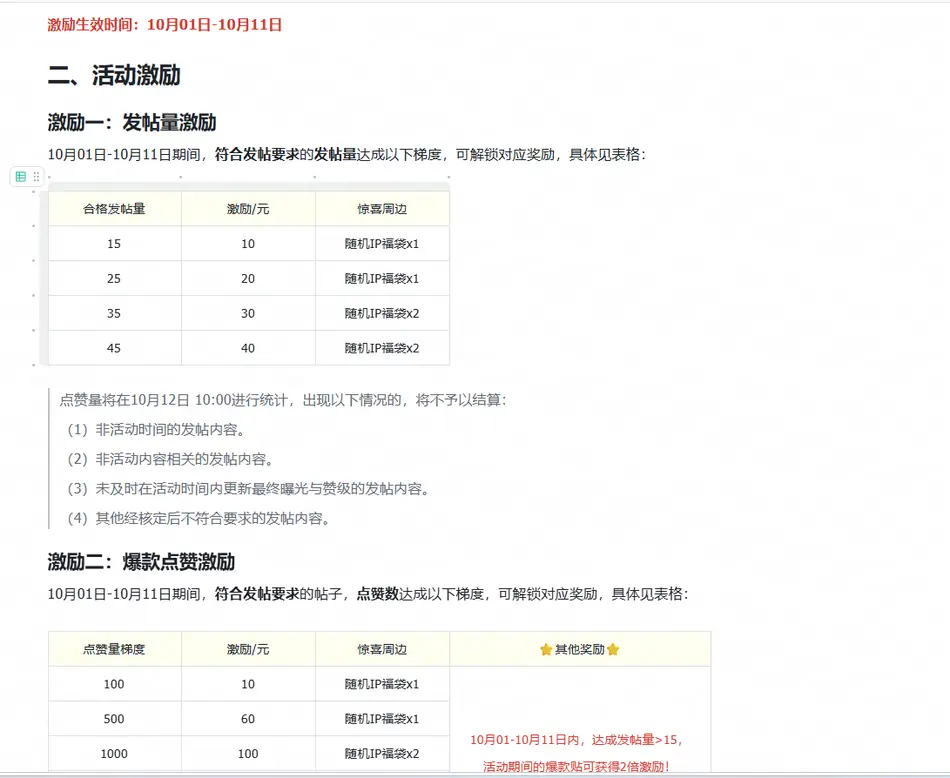 激励生效时间：10月01日-10月11日
二、活动激励
激励一：发帖量激励
10月01日-10月11日期间，符合发帖要求的发帖量达成以下梯度，可解锁对应奖励，具体见表格：
合格发帖量 激励/元 惊喜周边
15 10 随机IP福袋x1
25 20 随机IP福袋x1
35 30 随机IP福袋x2
45 40 随机IP福袋x2
点赞量将在10月12日 10:00进行统计，出现以下情况的，将不予以结算：
（1）非活动时间的发帖内容。
（2）非活动内容相关的发帖内容。
（3）未及时在活动时间内更新最终曝光与赞级的发帖内容。
（4）其他经核定后不符合要求的发帖内容。
激励二：爆款点赞激励
10月01日-10月11日期间，符合发帖要求的帖子，点赞数达成以下梯度，可解锁对应奖励，具体见表格：
点赞量梯度 激励/元 惊喜周边 ⭐其他奖励⭐
100 10 随机IP福袋x1
500 60 随机IP福袋x1
1000 100 随机IP福袋x2
10月01-10月11日内，达成发帖量>15，
活动期间的爆款贴可获得2倍激励！